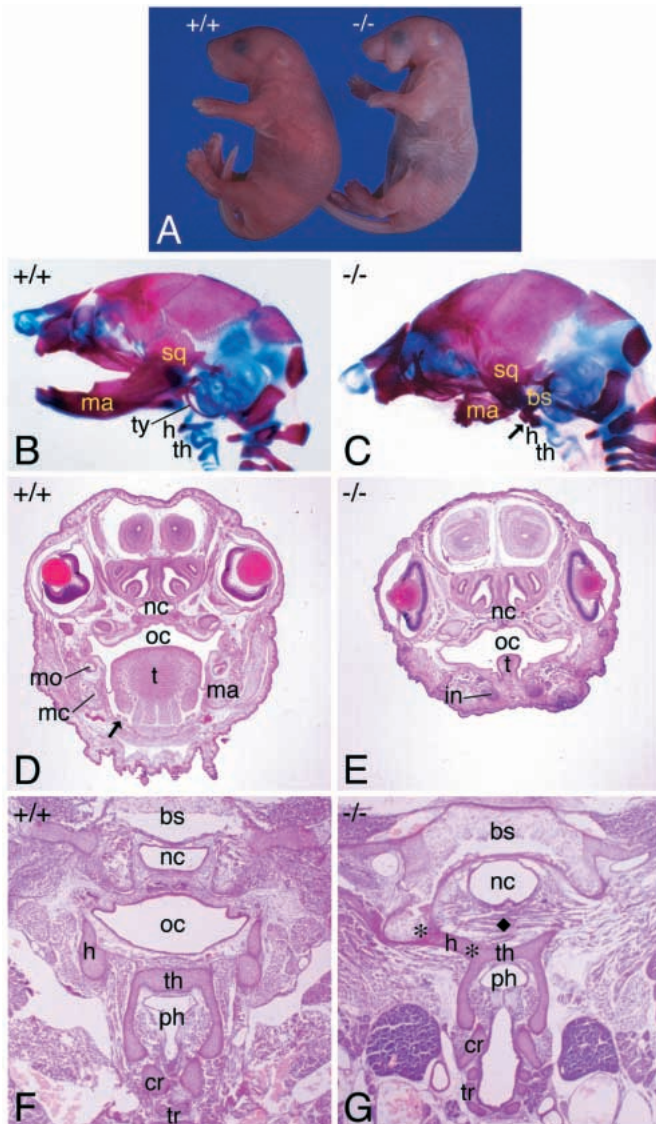 +/+
-/-
A
+/+
sq
ma
ty
h
th
B
-/-
sq
bs
ma
h
th
C
+/+
nc
oc
t
mo
ma
mc
D
-/-
nc
oc
t
in
E
+/+
bs
nc
oc
h
th
ph
cr
tr
F
-/-
bs
nc
*
h
*
th
ph
cr
tr
G